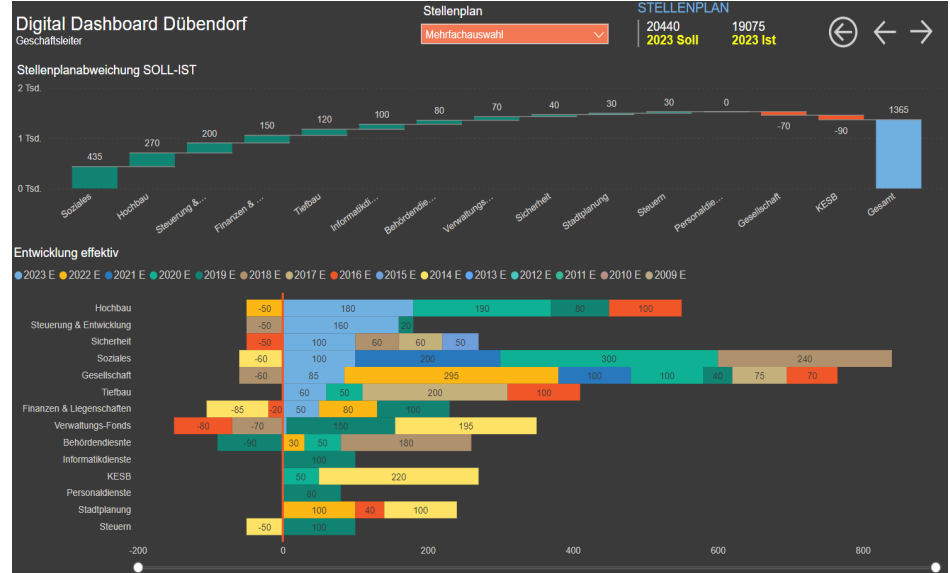 Digital Dashboard Dübendorf
Geschäftsleiter
Stellenplan
Mehrfachauswahl
STELLENPLAN
20440 19075
2023 Soll 2023 Ist
Stellenplanabweichung SOLL-IST
2 Tsd.
1 Tsd.
0 Tsd.
435 270 200 150 120 100 80 70 40 30 30 0 -70 -90 1365
Soziales Hochbau Steuerung &... Finanzen &... Tiefbau Informatikdi... Behördendie... Verwaltungs... Sicherheit Stadtplanung Steuern Personaldie... Gesellschaft KESB Gesamt
Entwicklung effektiv
2023 E 2022 E 2021 E 2020 E 2019 E 2018 E 2017 E 2016 E 2015 E 2014 E 2013 E 2012 E 2011 E 2010 E 2009 E
Hochbau -50 180 190 80 100
Steuerung & Entwicklung -50 160 20
Sicherheit -50 100 60 60 50
Soziales -60 100 200 300 240
Gesellschaft -60 85 295 100 100 40 75 70
Tiefbau 60 50 200 100
Finanzen & Liegenschaften -85 -20 50 80 100
Verwaltungs-Fonds -80 -70 150 195
Behördendiesnte -90 30 50 180
Informatikdienste 100
KESB 50 220
Personaldienste 80
Stadtplanung 100 40 100
Steuern -50 100
-200 0 200 400 600 800